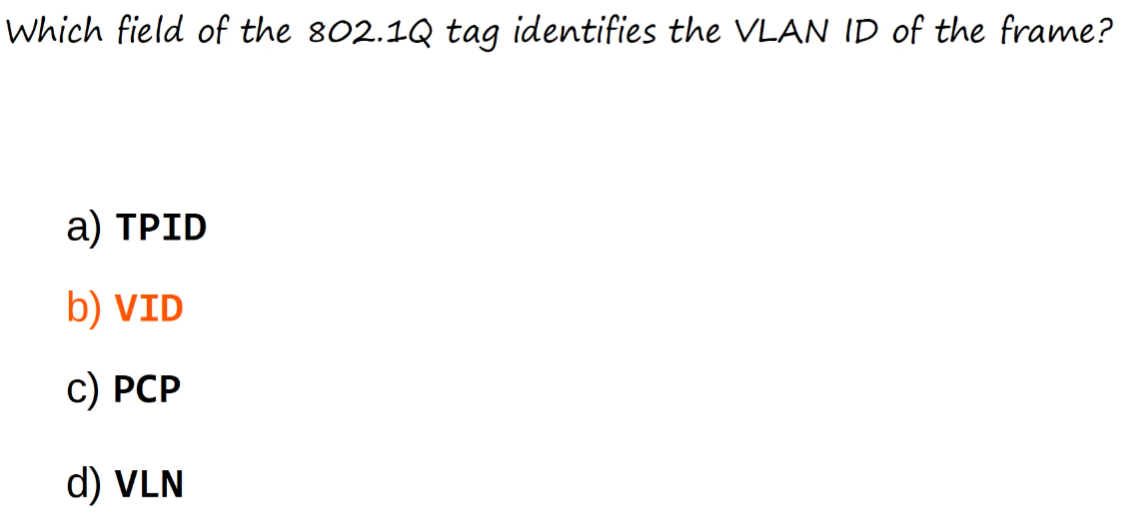 Which field of the 802.1Q tag identifies the VLAN ID of the frame?
a) TPID
b) VID
c) PCP
d) VLN